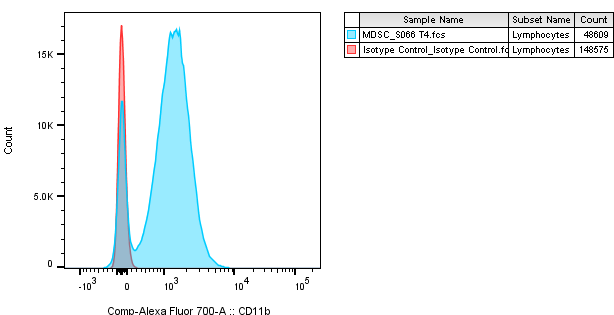 Sample Name Subset Name Count
MDSC_S066 T4.fcs Lymphocytes 48609
Isotype Control_Isotype Control.fc Lymphocytes 148575
Count
15K
10K
5.0K
0
-10³ 0 10³ 10⁴ 10⁵
Comp-Alexa Fluor 700-A :: CD11b